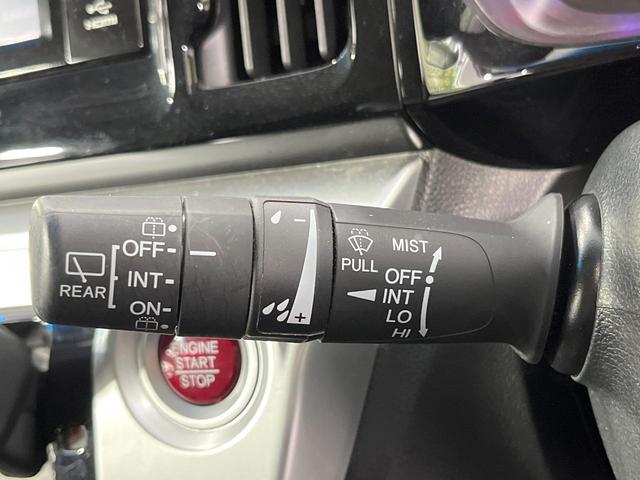 REAR
OFF
INT
ON
−
+
PULL
MIST
OFF
INT
LO
HI
ENGINE
START
STOP